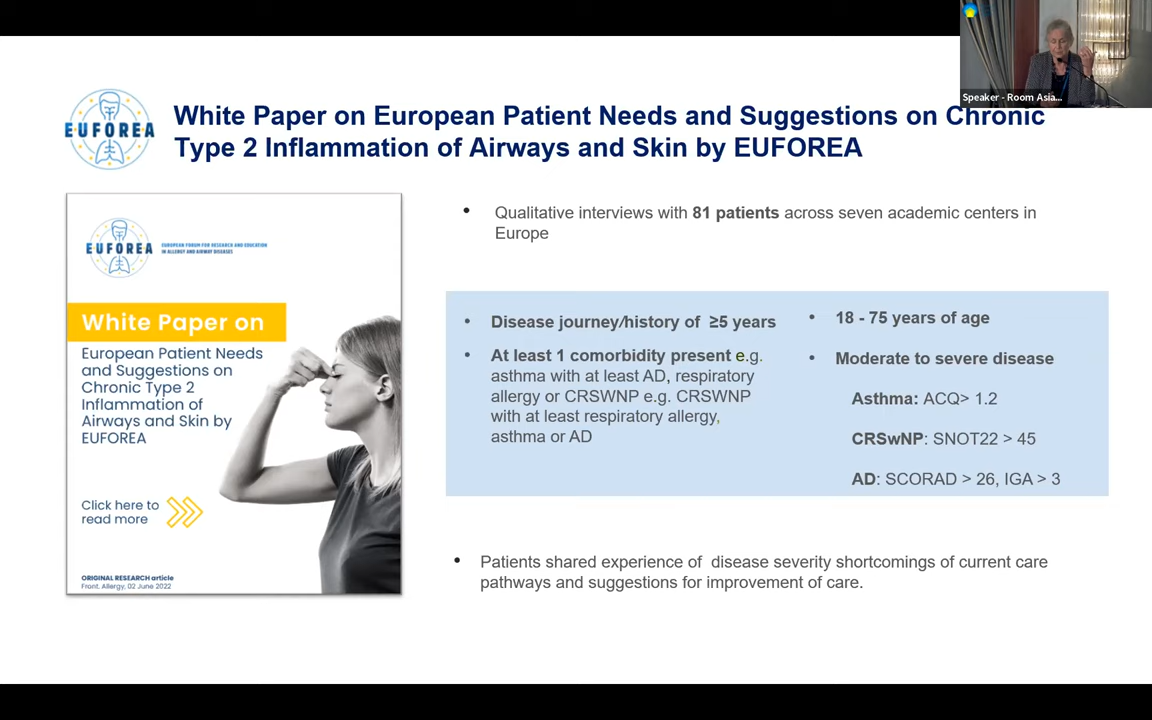 Speaker - Room Asia...
EUFOREA
White Paper on European Patient Needs and Suggestions on Chronic
Type 2 Inflammation of Airways and Skin by EUFOREA
EUFOREA
EUROPEAN FORUM FOR RESEARCH AND EDUCATION
IN ALLERGY AND AIRWAY DISEASES
White Paper on
European Patient Needs
and Suggestions on
Chronic Type 2
Inflammation of
Airways and Skin by
EUFOREA
Click here to
read more
ORIGINAL RESEARCH article
Front. Allergy, 02 June 2022
• Qualitative interviews with 81 patients across seven academic centers in
Europe
• Disease journey/history of ≥5 years
• At least 1 comorbidity present e.g.
asthma with at least AD, respiratory
allergy or CRSWNP e.g. CRSWNP
with at least respiratory allergy,
asthma or AD
• 18 - 75 years of age
• Moderate to severe disease
Asthma: ACQ> 1.2
CRSwNP: SNOT22 > 45
AD: SCORAD > 26, IGA > 3
• Patients shared experience of disease severity shortcomings of current care
pathways and suggestions for improvement of care.